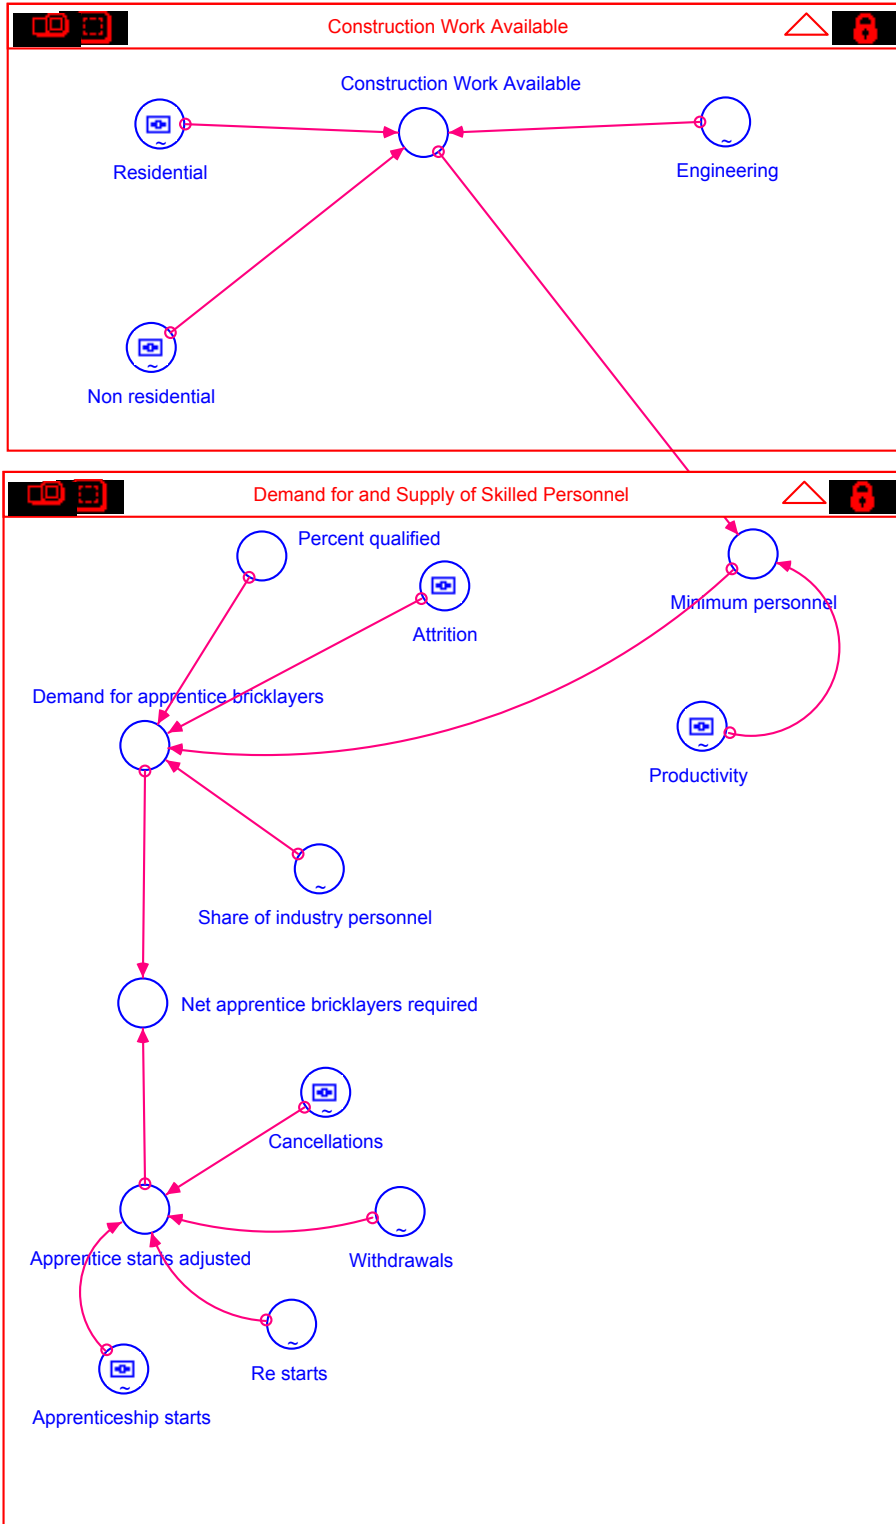 Construction Work Available
Construction Work Available
Residential
Engineering
Non residential
Demand for and Supply of Skilled Personnel
Percent qualified
Attrition
Minimum personnel
Demand for apprentice bricklayers
Productivity
Share of industry personnel
Net apprentice bricklayers required
Cancellations
Apprentice starts adjusted
Withdrawals
Re starts
Apprenticeship starts